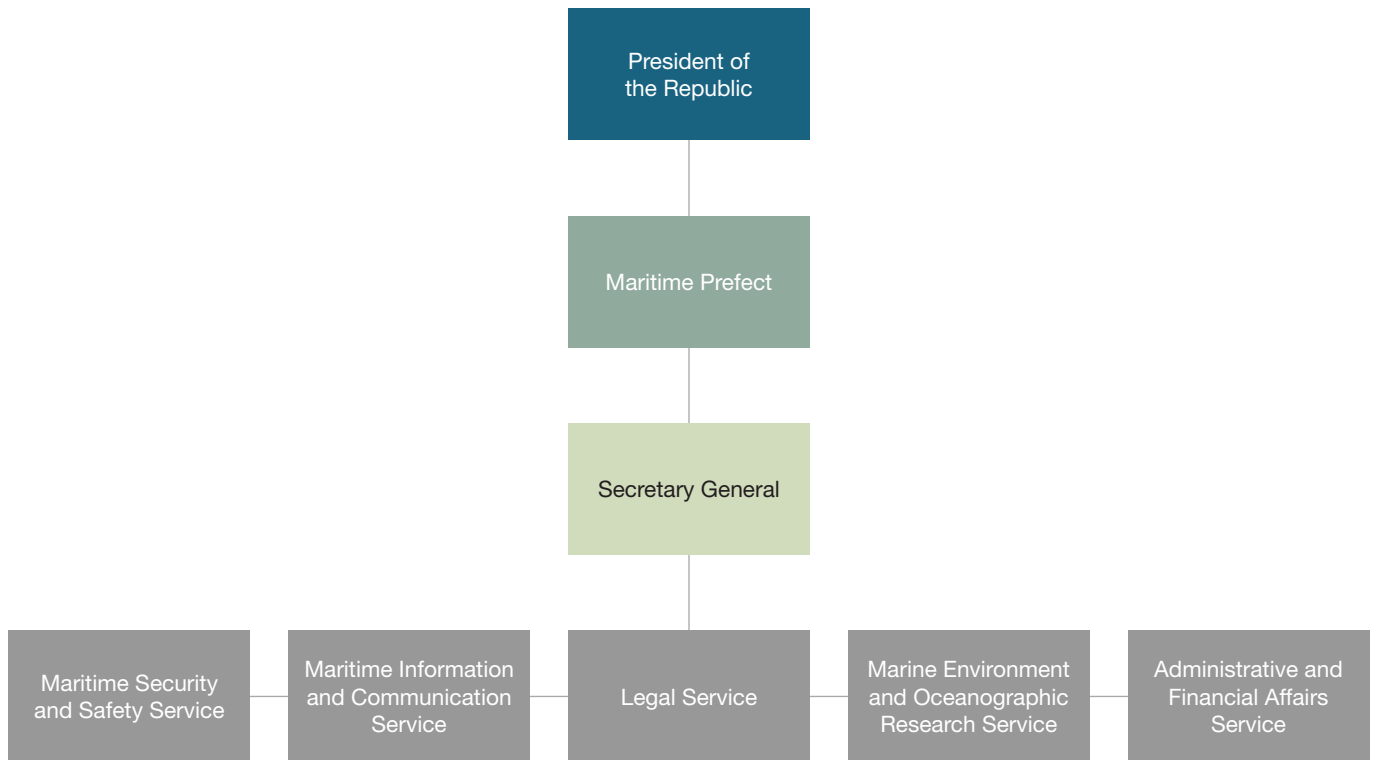 President of
the Republic
Maritime Prefect
Secretary General
Maritime Security
and Safety Service
Maritime Information
and Communication
Service
Legal Service
Marine Environment
and Oceanographic
Research Service
Administrative and
Financial Affairs
Service